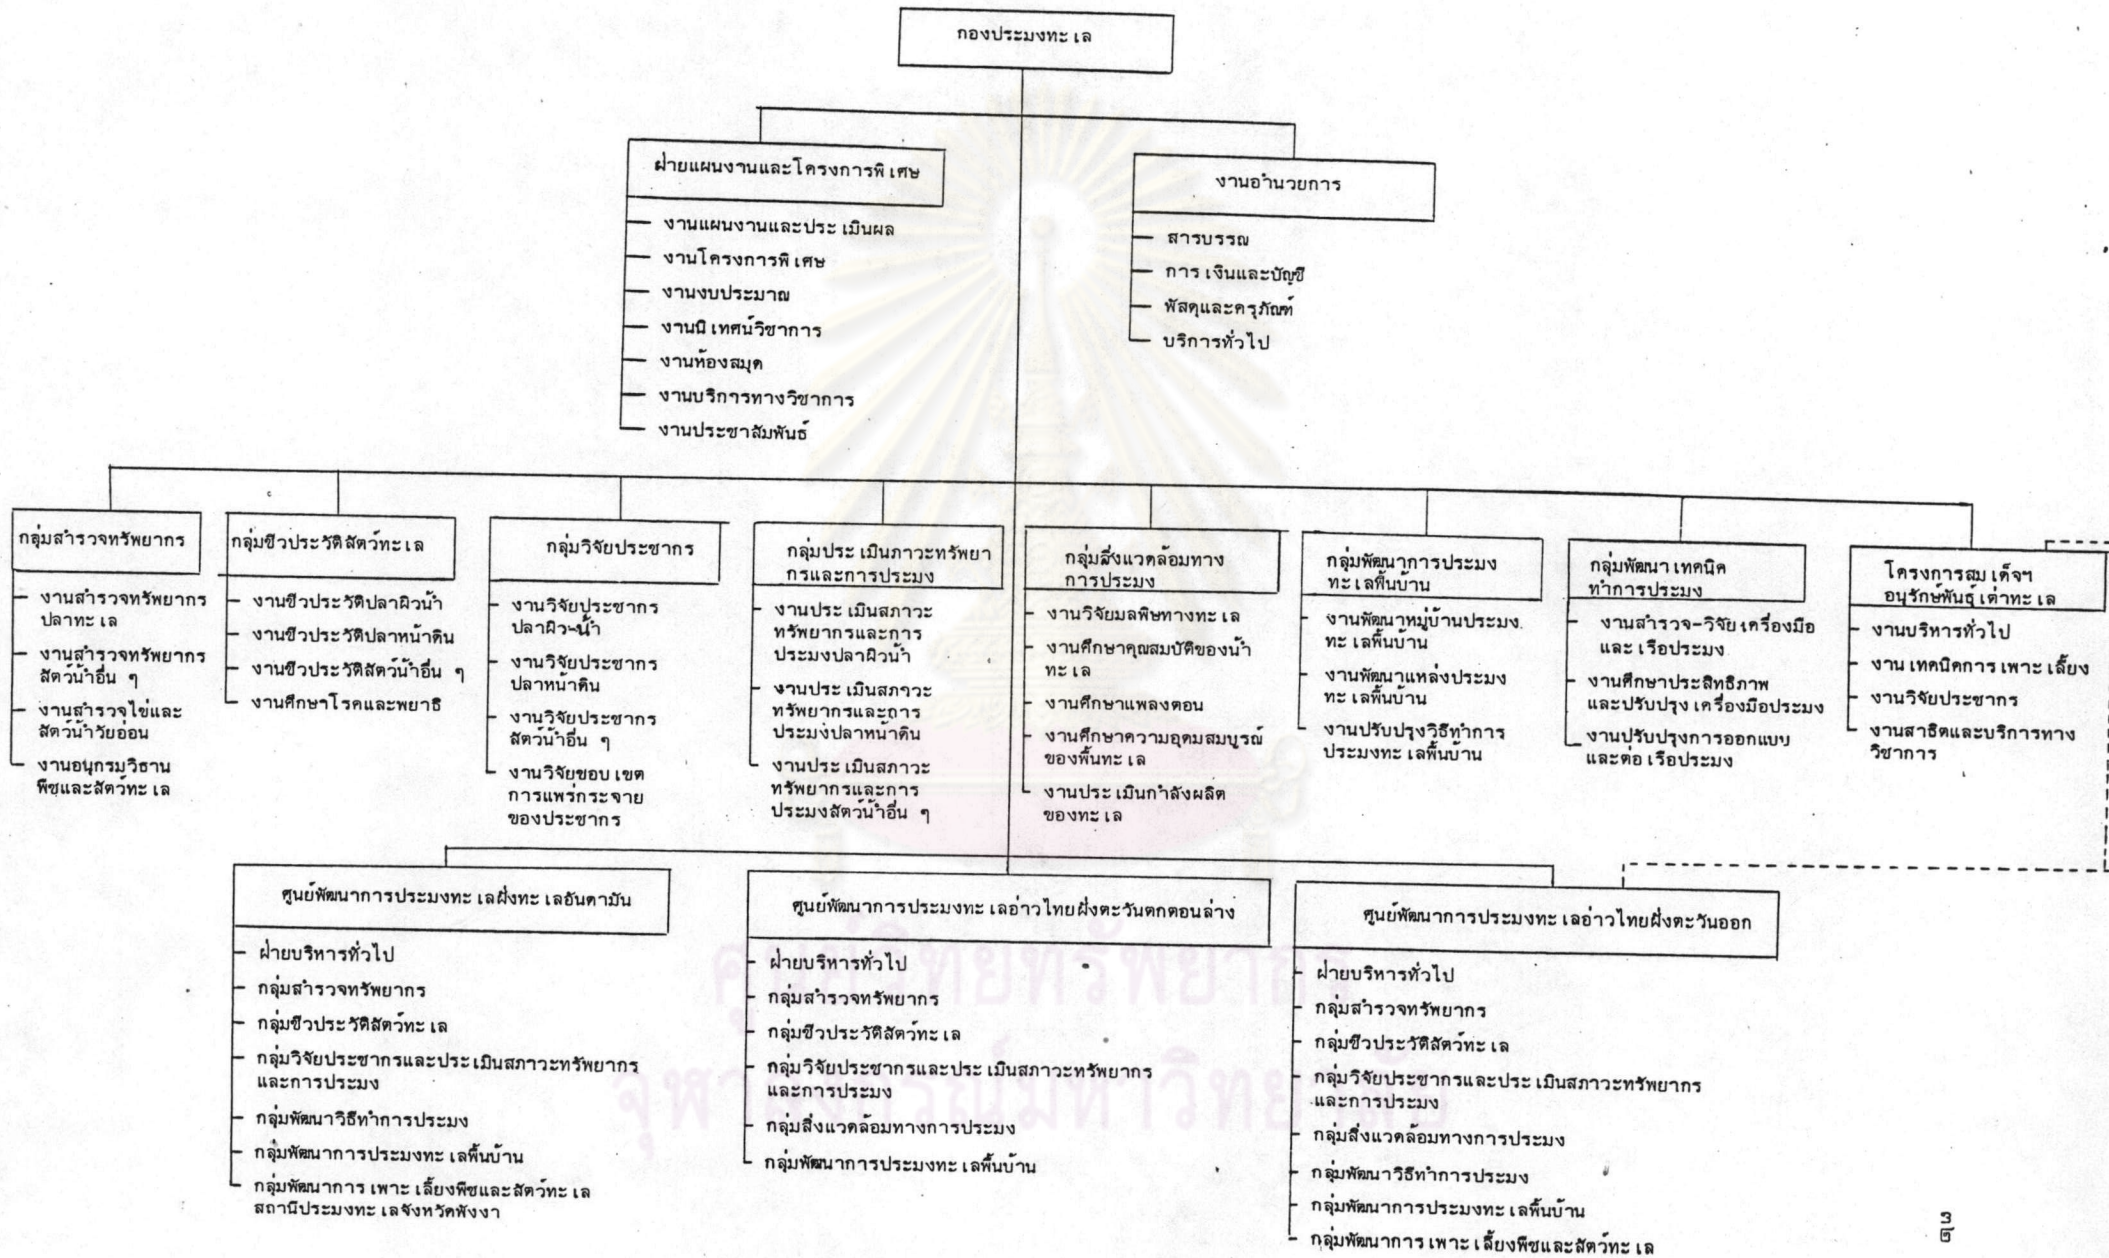 กองประมงทะเล
ฝ่ายแผนงานและโครงการพิเศษ
งานแผนงานและประเมินผล
งานโครงการพิเศษ
งานงบประมาณ
งานนิเทศน์วิชาการ
งานห้องสมุด
งานบริการทางวิชาการ
งานประชาสัมพันธ์
งานอำนวยการ
สารบรรณ
การเงินและบัญชี
พัสดุและครุภัณฑ์
บริการทั่วไป
กลุ่มสำรวจทรัพยากร
งานสำรวจทรัพยากร
ปลาทะเล
งานสำรวจทรัพยากร
สัตว์น้ำอื่น ๆ
งานสำรวจไข่และ
สัตว์น้ำวัยอ่อน
งานอนุกรมวิธาน
พืชและสัตว์ทะเล
กลุ่มชีวประวัติสัตว์ทะเล
งานชีวประวัติปลาผิวน้ำ
งานชีวประวัติปลาหน้าดิน
งานชีวประวัติสัตว์น้ำอื่น ๆ
งานศึกษาโรคและพยาธิ
กลุ่มวิจัยประชากร
งานวิจัยประชากร
ปลาผิวน้ำ
งานวิจัยประชากร
ปลาหน้าดิน
งานวิจัยประชากร
สัตว์น้ำอื่น ๆ
งานวิจัยขอบเขต
การแพร่กระจาย
ของประชากร
กลุ่มประเมินภาวะทรัพยา
กรและการประมง
งานประเมินสภาวะ
ทรัพยากรและการ
ประมงปลาผิวน้ำ
งานประเมินสภาวะ
ทรัพยากรและการ
ประมงปลาหน้าดิน
งานประเมินสภาวะ
ทรัพยากรและการ
ประมงสัตว์น้ำอื่น ๆ
กลุ่มสิ่งแวดล้อมทาง
การประมง
งานวิจัยมลพิษทางทะเล
งานศึกษาคุณสมบัติของน้ำ
ทะเล
งานศึกษาแพลงตอน
งานศึกษาความอุดมสมบูรณ์
ของพื้นทะเล
งานประเมินกำลังผลิต
ของทะเล
กลุ่มพัฒนาการประมง
ทะเลพื้นบ้าน
งานพัฒนาหมู่บ้านประมง
ทะเลพื้นบ้าน
งานพัฒนาแหล่งประมง
ทะเลพื้นบ้าน
งานปรับปรุงวิธีทำการ
ประมงทะเลพื้นบ้าน
กลุ่มพัฒนาเทคนิค
ทำการประมง
งานสำรวจ-วิจัยเครื่องมือ
และเรือประมง
งานศึกษาประสิทธิภาพ
และปรับปรุงเครื่องมือประมง
งานปรับปรุงการออกแบบ
และต่อเรือประมง
โครงการสมเด็จฯ
อนุรักษ์พันธุ์เต่าทะเล
งานบริหารทั่วไป
งานเทคนิคการเพาะเลี้ยง
งานวิจัยประชากร
งานสาธิตและบริการทาง
วิชาการ
ศูนย์พัฒนาการประมงทะเลฝั่งทะเลอันดามัน
ฝ่ายบริหารทั่วไป
กลุ่มสำรวจทรัพยากร
กลุ่มชีวประวัติสัตว์ทะเล
กลุ่มวิจัยประชากรและประเมินสภาวะทรัพยากร
และการประมง
กลุ่มพัฒนาวิธีทำการประมง
กลุ่มพัฒนาการประมงทะเลพื้นบ้าน
กลุ่มพัฒนาการเพาะเลี้ยงพืชและสัตว์ทะเล
สถานีประมงทะเลจังหวัดพังงา
ศูนย์พัฒนาการประมงทะเลอ่าวไทยฝั่งตะวันตกตอนล่าง
ฝ่ายบริหารทั่วไป
กลุ่มสำรวจทรัพยากร
กลุ่มชีวประวัติสัตว์ทะเล
กลุ่มวิจัยประชากรและประเมินสภาวะทรัพยากร
และการประมง
กลุ่มสิ่งแวดล้อมทางการประมง
กลุ่มพัฒนาการประมงทะเลพื้นบ้าน
ศูนย์พัฒนาการประมงทะเลอ่าวไทยฝั่งตะวันออก
ฝ่ายบริหารทั่วไป
กลุ่มสำรวจทรัพยากร
กลุ่มชีวประวัติสัตว์ทะเล
กลุ่มวิจัยประชากรและประเมินสภาวะทรัพยากร
และการประมง
กลุ่มสิ่งแวดล้อมทางการประมง
กลุ่มพัฒนาวิธีทำการประมง
กลุ่มพัฒนาการประมงทะเลพื้นบ้าน
กลุ่มพัฒนาการเพาะเลี้ยงพืชและสัตว์ทะเล
ศูนย์วิทยทรัพยากร
จุฬาลงกรณ์มหาวิทยาลัย